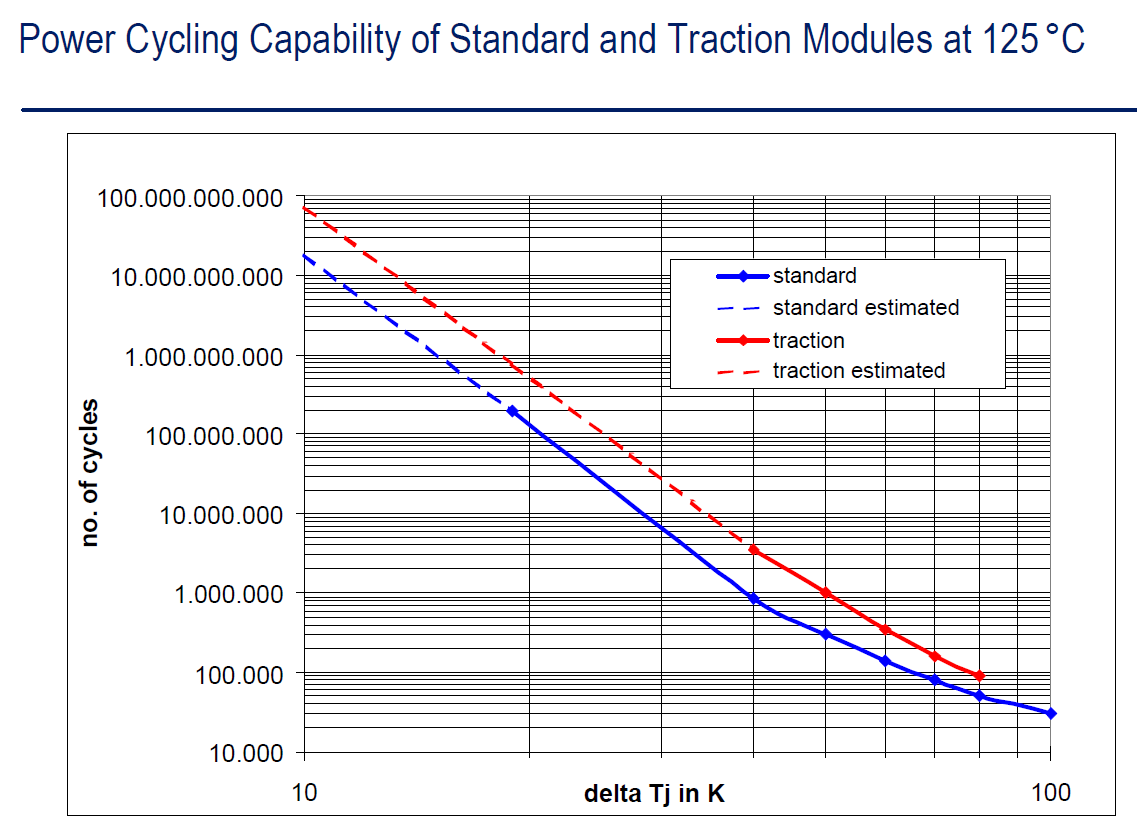 Power Cycling Capability of Standard and Traction Modules at 125°C
100.000.000.000
10.000.000.000
1.000.000.000
100.000.000
10.000.000
1.000.000
100.000
10.000
no. of cycles
standard
standard estimated
traction
traction estimated
10
delta Tj in K
100